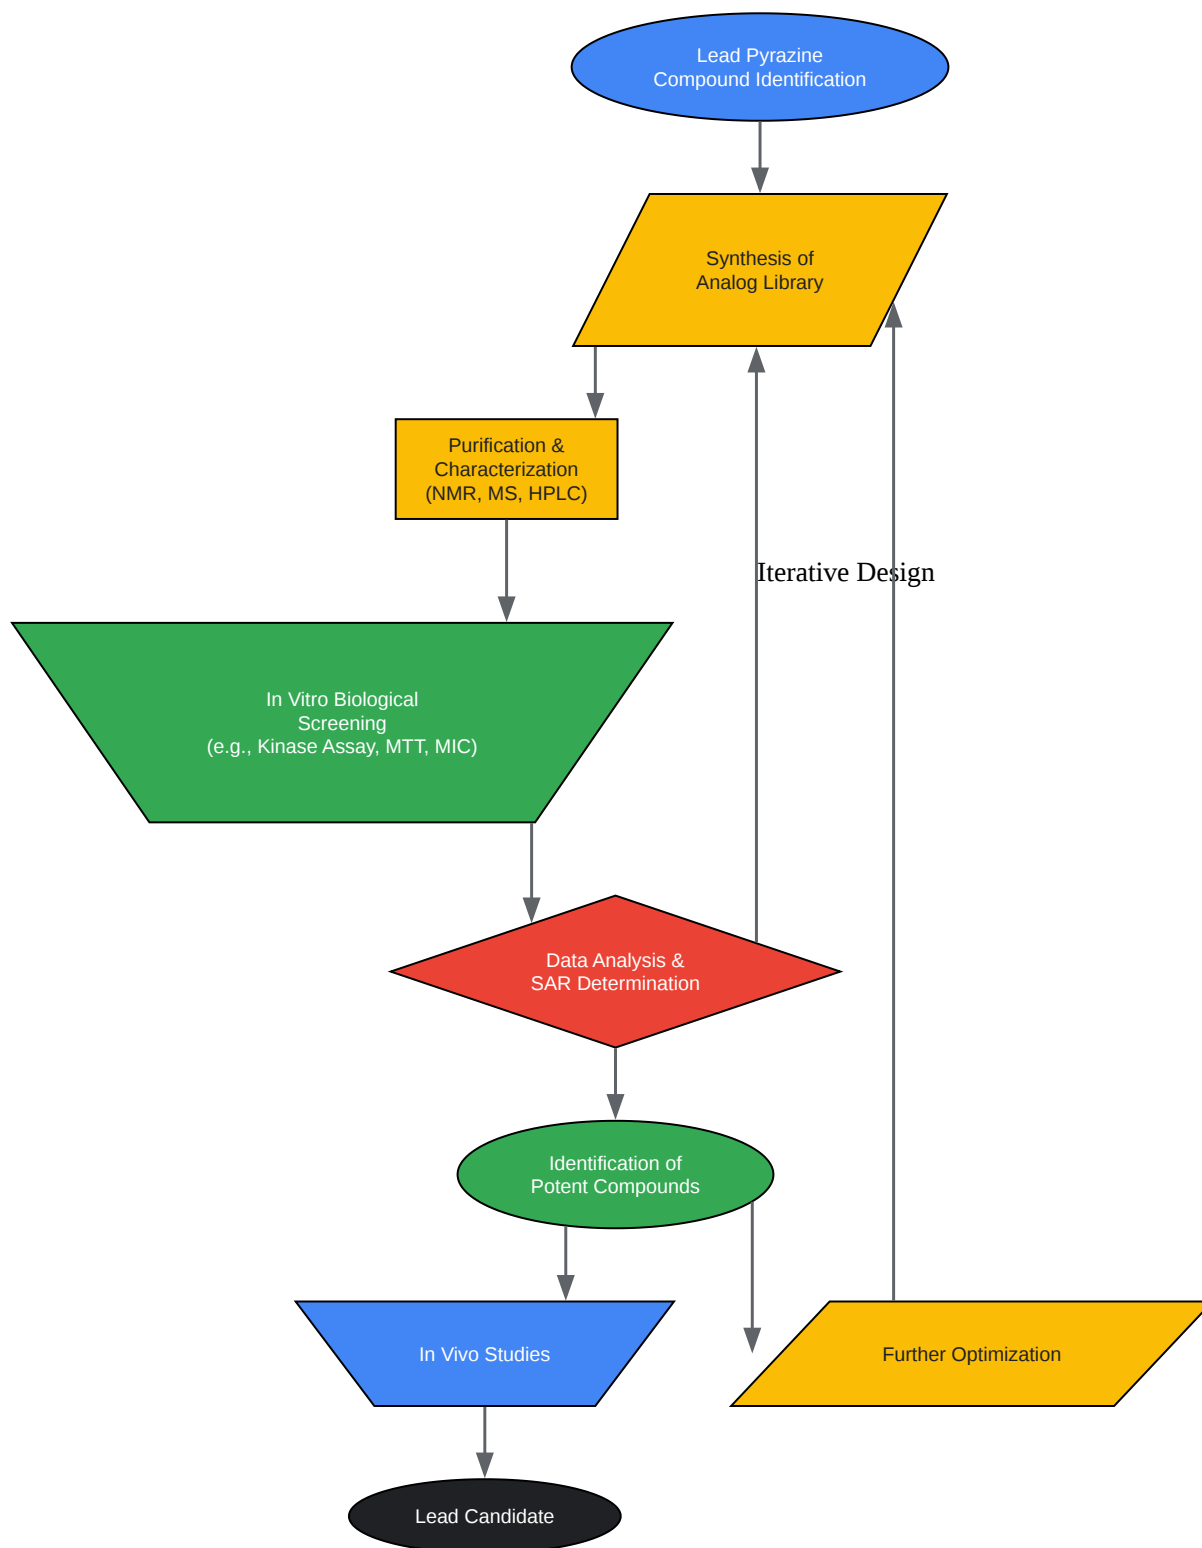 Lead Pyrazine
Compound Identification
Synthesis of
Analog Library
Purification &
Characterization
(NMR, MS, HPLC)
Iterative Design
In Vitro Biological
Screening
(e.g., Kinase Assay, MTT, MIC)
Data Analysis &
SAR Determination
Identification of
Potent Compounds
In Vivo Studies
Further Optimization
Lead Candidate